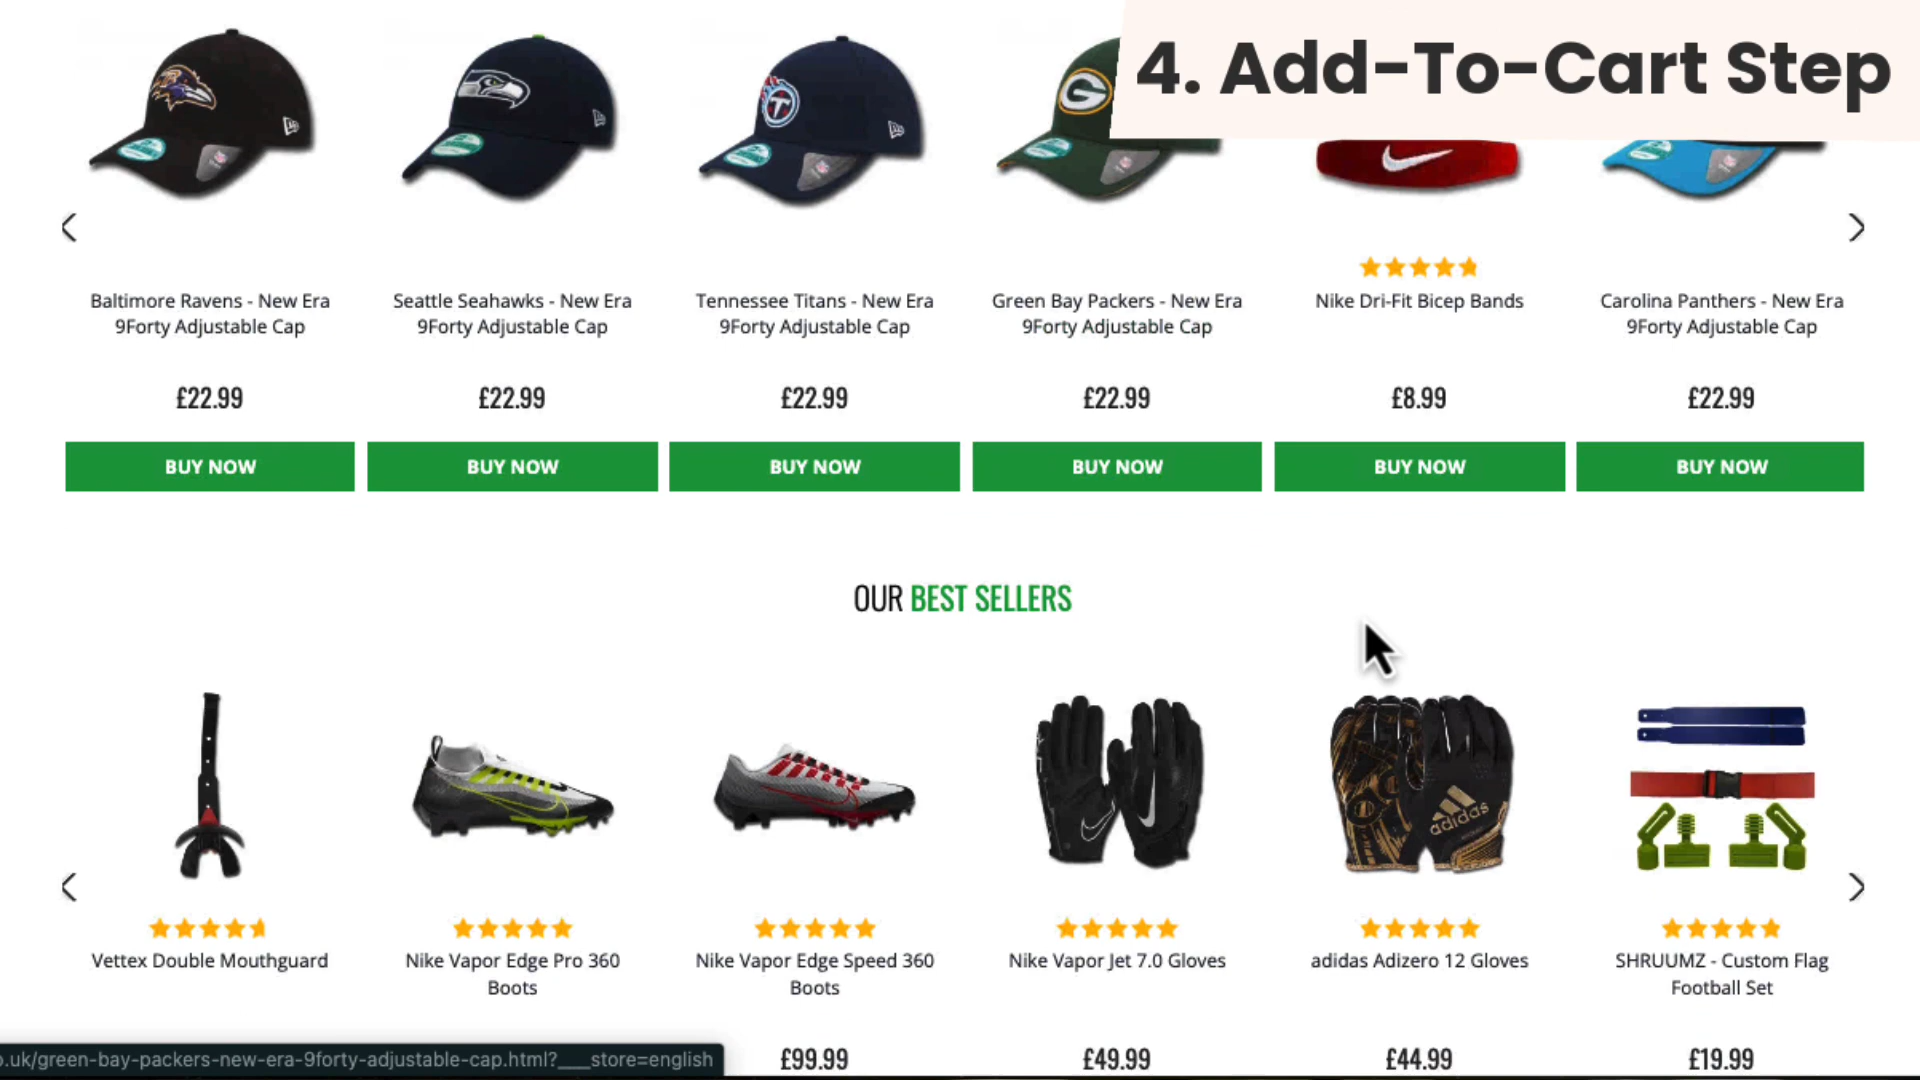 4. Add-To-Cart Step
Baltimore Ravens - New Era
9Forty Adjustable Cap
Seattle Seahawks - New Era
9Forty Adjustable Cap
Tennessee Titans - New Era
9Forty Adjustable Cap
Green Bay Packers - New Era
9Forty Adjustable Cap
Nike Dri-Fit Bicep Bands
Carolina Panthers - New Era
9Forty Adjustable Cap
£22.99
£22.99
£22.99
£22.99
£8.99
£22.99
BUY NOW
BUY NOW
BUY NOW
BUY NOW
BUY NOW
BUY NOW
OUR BEST SELLERS
adidas
Vettex Double Mouthguard
Nike Vapor Edge Pro 360
Boots
Nike Vapor Edge Speed 360
Boots
Nike Vapor Jet 7.0 Gloves
adidas Adizero 12 Gloves
SHRUUMZ - Custom Flag
Football Set
£99.99
£49.99
£44.99
£19.99
o.uk/green-bay-packers-new-era-9forty-adjustable-cap.html?___store=english